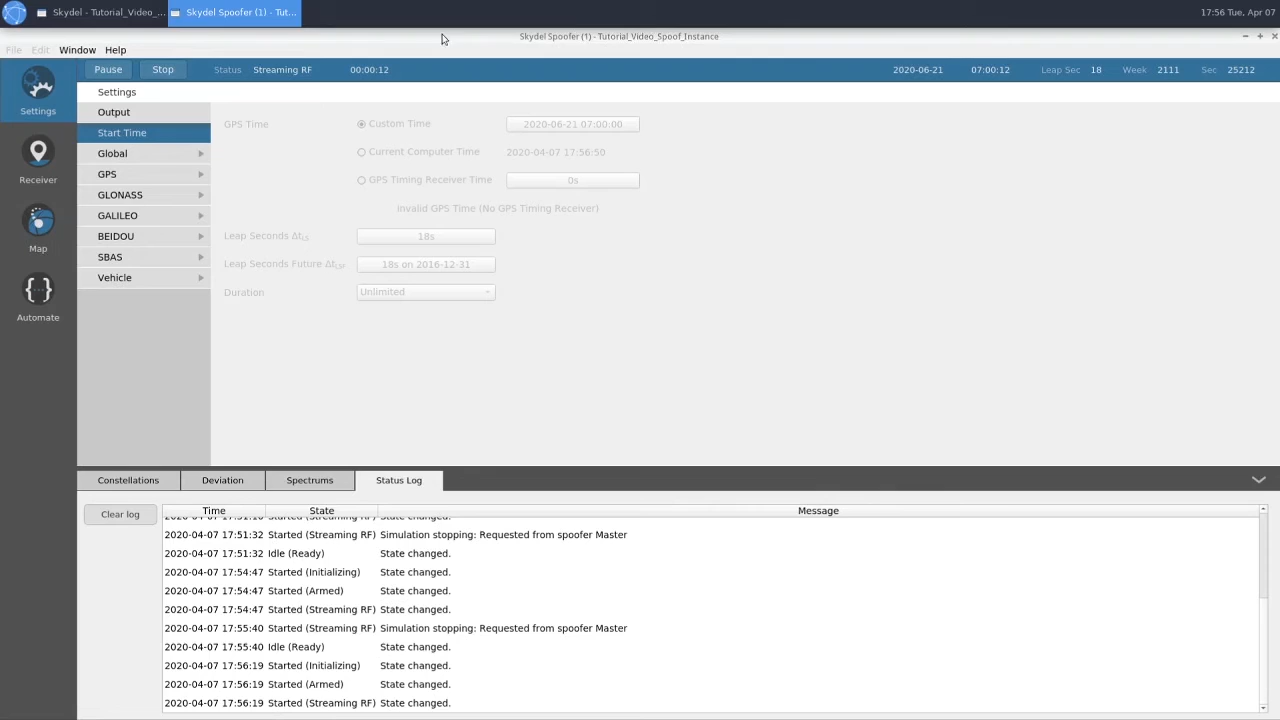 Skydel - Tutorial_Video_... Skydel Spoofer (1) - Tut... 17:56 Tue, Apr 07
Skydel Spoofer (1) - Tutorial_Video_Spoof_Instance
File Edit Window Help
Pause Stop Status Streaming RF 00:00:12 2020-06-21 07:00:12 Leap Sec 18 Week 2111 Sec 25212
Settings
Receiver
Map
Automate
Settings
Output
Start Time
Global
GPS
GLONASS
GALILEO
BEIDOU
SBAS
Vehicle
GPS Time Custom Time 2020-06-21 07:00:00
Current Computer Time 2020-04-07 17:56:50
GPS Timing Receiver Time 0s
Invalid GPS Time (No GPS Timing Receiver)
Leap Seconds Δt_LS 18s
Leap Seconds Future Δt_LSF 18s on 2016-12-31
Duration Unlimited
Constellations Deviation Spectrums Status Log
Clear log
Time State Message
2020-04-07 17:51:32 Started (Streaming RF) Simulation stopping: Requested from spoofer Master
2020-04-07 17:51:32 Idle (Ready) State changed.
2020-04-07 17:54:47 Started (Initializing) State changed.
2020-04-07 17:54:47 Started (Armed) State changed.
2020-04-07 17:54:47 Started (Streaming RF) State changed.
2020-04-07 17:55:40 Started (Streaming RF) Simulation stopping: Requested from spoofer Master
2020-04-07 17:55:40 Idle (Ready) State changed.
2020-04-07 17:56:19 Started (Initializing) State changed.
2020-04-07 17:56:19 Started (Armed) State changed.
2020-04-07 17:56:19 Started (Streaming RF) State changed.